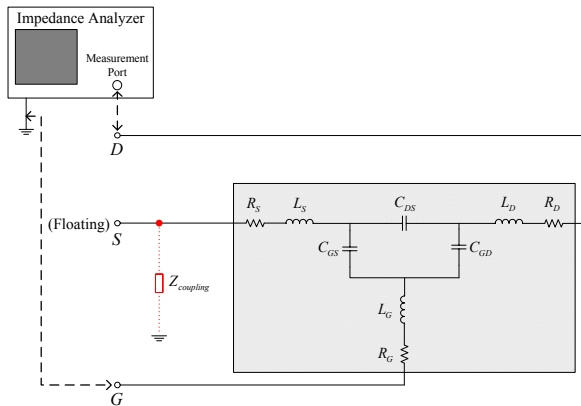 Impedance Analyzer
Measurement
Port
D
R_S
L_S
C_DS
L_D
R_D
(Floating)
S
C_GS
C_GD
Z_coupling
L_G
R_G
G